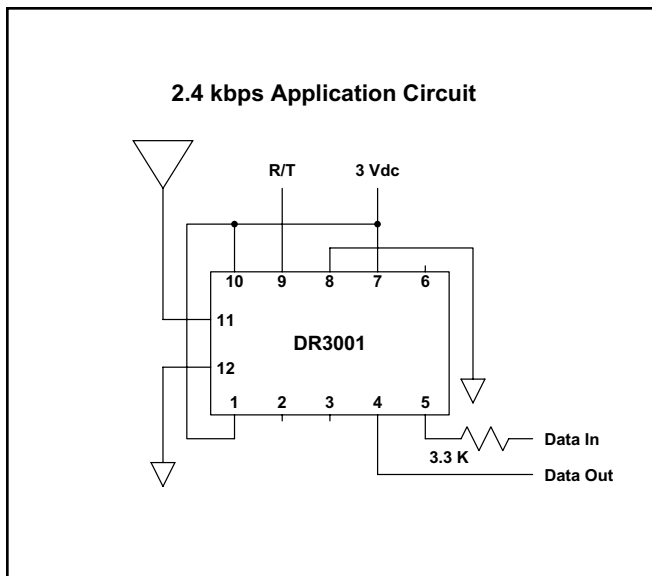 2.4 kbps Application Circuit
R/T 3 Vdc
10 9 8 7 6
11
DR3001
12
1 2 3 4 5
3.3 K
Data In
Data Out